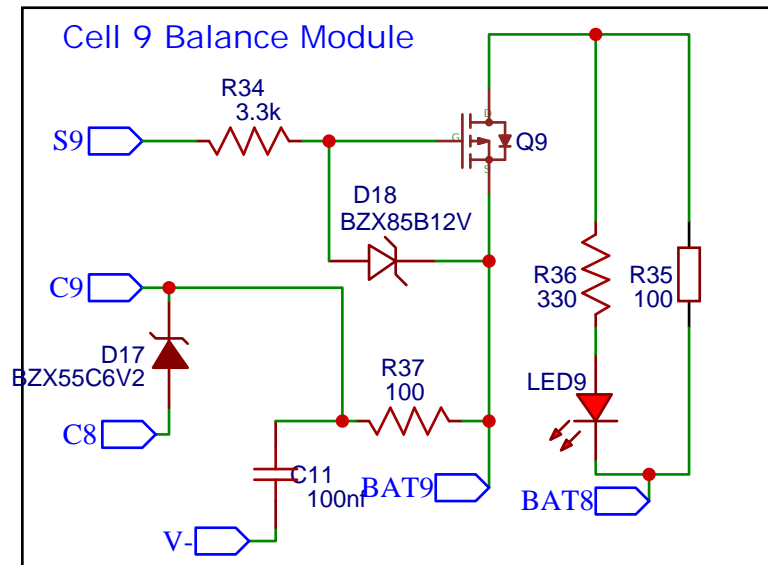 Cell 9 Balance Module
R34
3.3k
S9
D
G
S
Q9
D18
BZX85B12V
C9
D17
BZX55C6V2
C8
R37
100
R36
330
R35
100
LED9
C11
100nf
BAT9
BAT8
V-